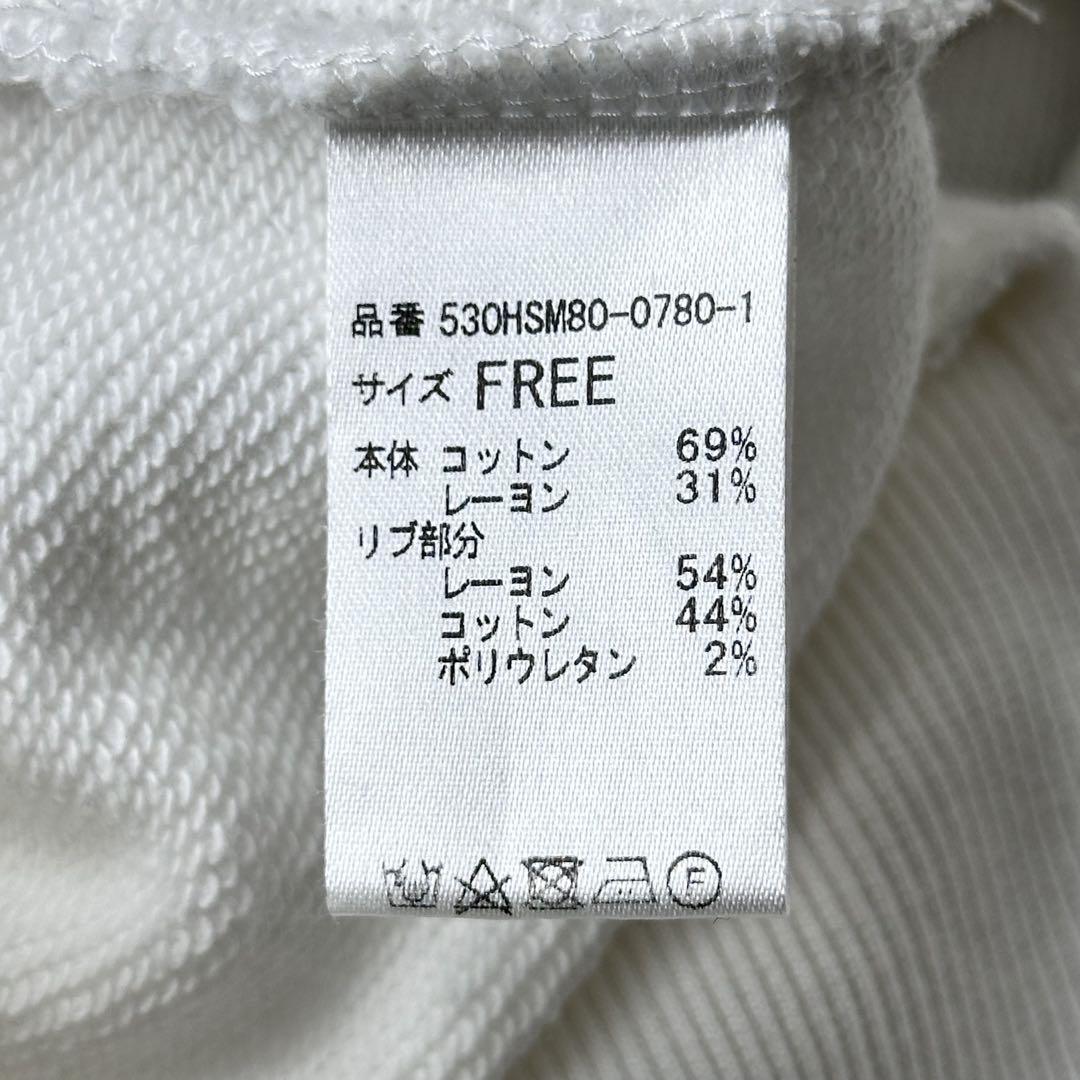 品番 530HSM80-0780-1
サイズ FREE
本体 コットン 69%
レーヨン 31%
リブ部分
レーヨン 54%
コットン 44%
ポリウレタン 2%
F